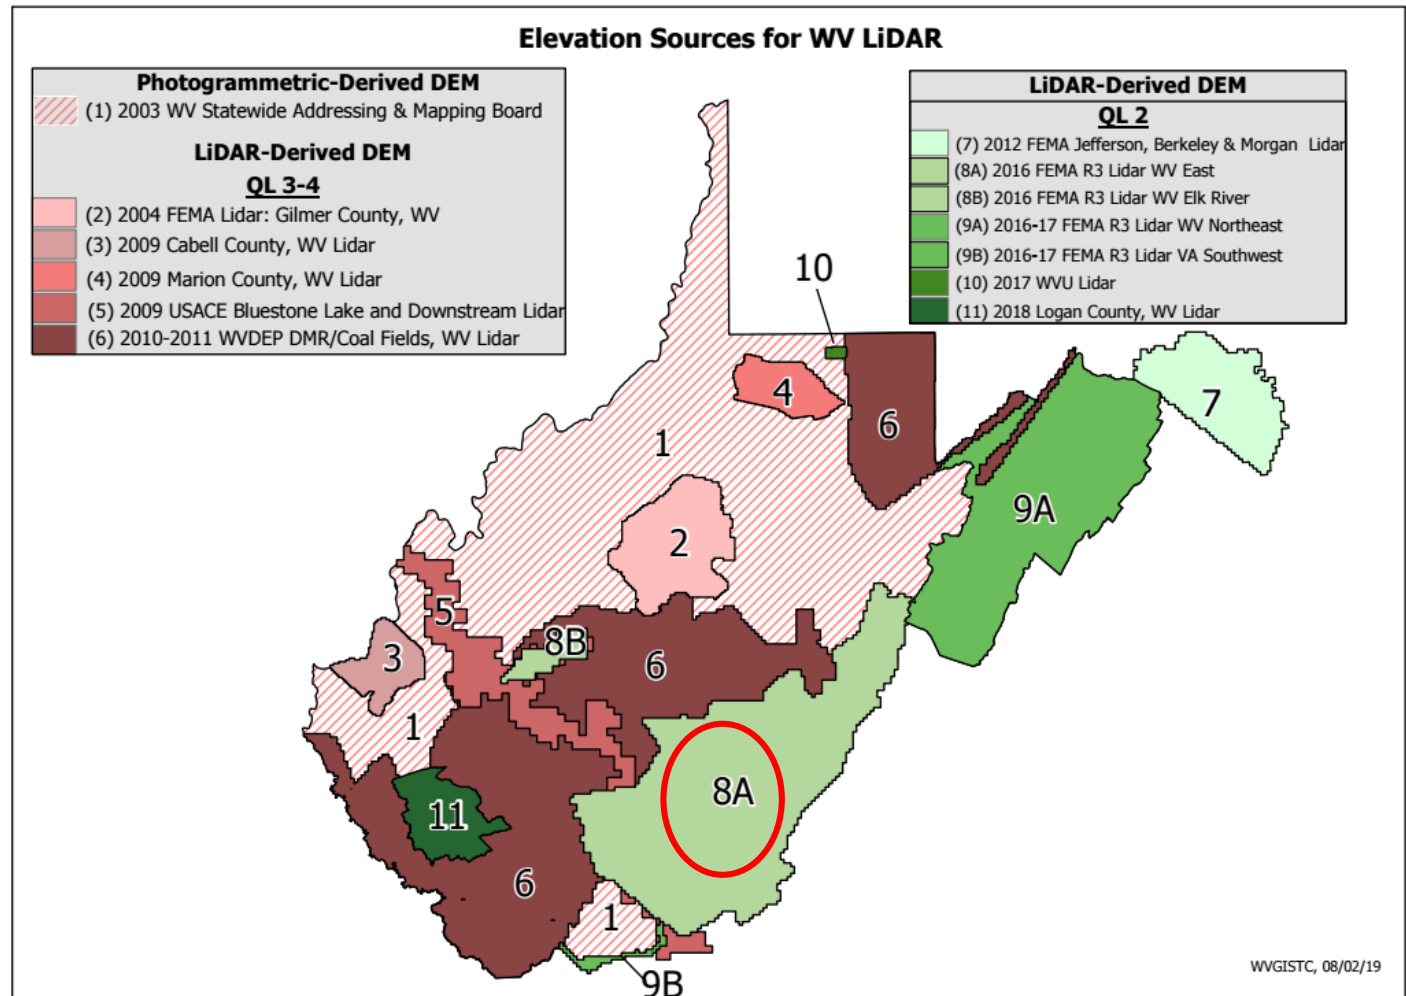 Elevation Sources for WV LiDAR
Photogrammetric-Derived DEM
(1) 2003 WV Statewide Addressing & Mapping Board
LiDAR-Derived DEM
QL 3-4
(2) 2004 FEMA Lidar: Gilmer County, WV
(3) 2009 Cabell County, WV Lidar
(4) 2009 Marion County, WV Lidar
(5) 2009 USACE Bluestone Lake and Downstream Lidar
(6) 2010-2011 WVDEP DMR/Coal Fields, WV Lidar
LiDAR-Derived DEM
QL 2
(7) 2012 FEMA Jefferson, Berkeley & Morgan Lidar
(8A) 2016 FEMA R3 Lidar WV East
(8B) 2016 FEMA R3 Lidar WV Elk River
(9A) 2016-17 FEMA R3 Lidar WV Northeast
(9B) 2016-17 FEMA R3 Lidar VA Southwest
(10) 2017 WVU Lidar
(11) 2018 Logan County, WV Lidar
10
4
7
6
1
9A
2
5
8B
3
6
1
8A
11
6
1
9B
WVGISTC, 08/02/19